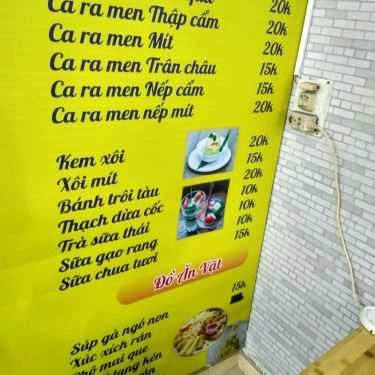 Ca ra men Thập cẩm 20k
Ca ra men Mít 20k
Ca ra men Trân châu 15k
Ca ra men Nếp cẩm 15k
Ca ra men nếp mít 20k
Kem xôi 20k
Xôi mít 15k
Bánh trôi tàu 20k
Thạch dừa cốc 10k
Trà sữa thái 10k
Sữa gạo rang 10k
Sữa chua tươi 15k
Đồ Ăn Vặt
Súp gà ngô non 15k
Xúc xích rán
mai que